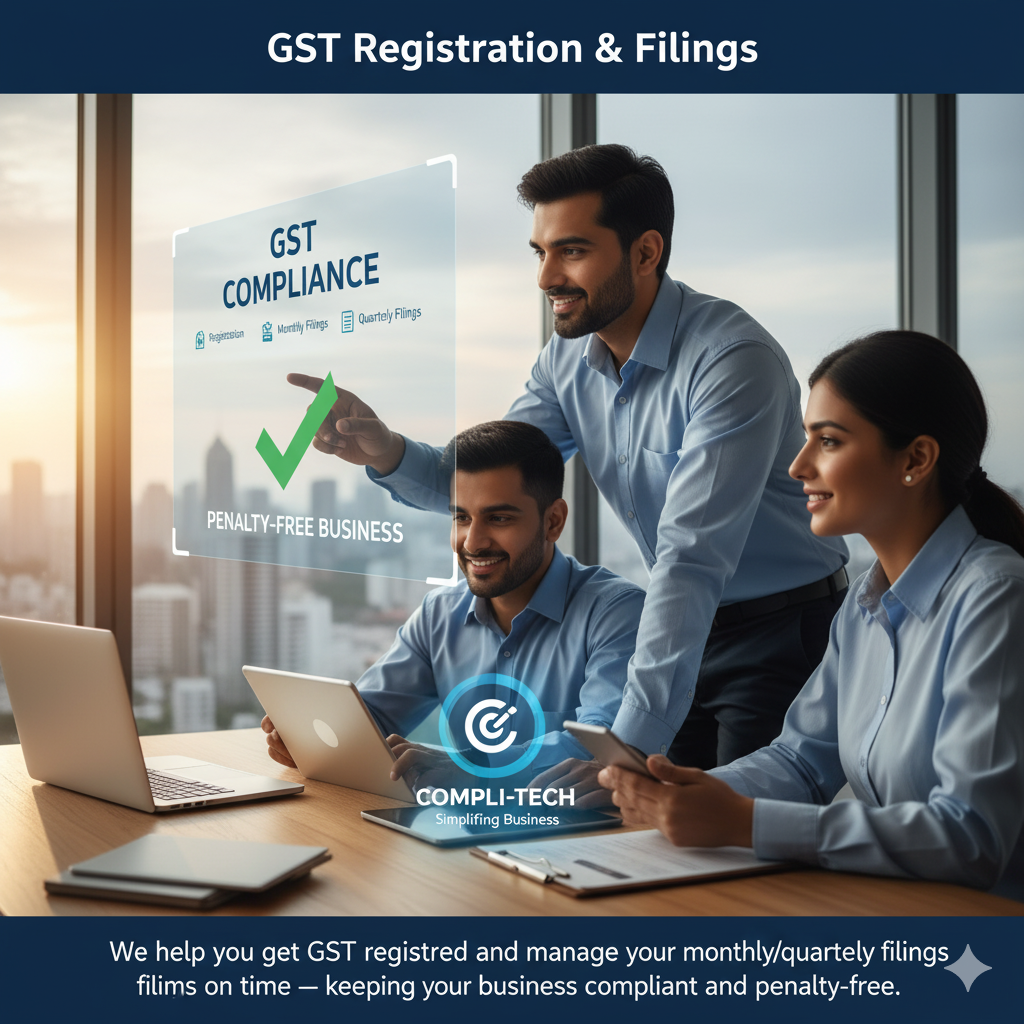 GST Registration & Filings
GST
COMPLIANCE
Registration
Monthly Filings
Quartely Filings
PENALTY-FREE BUSINESS
COMPLI-TECH
Simplifing Business
We help you get GST registred and manage your monthly/quartely filings
filims on time — keeping your business compliant and penalty-free.